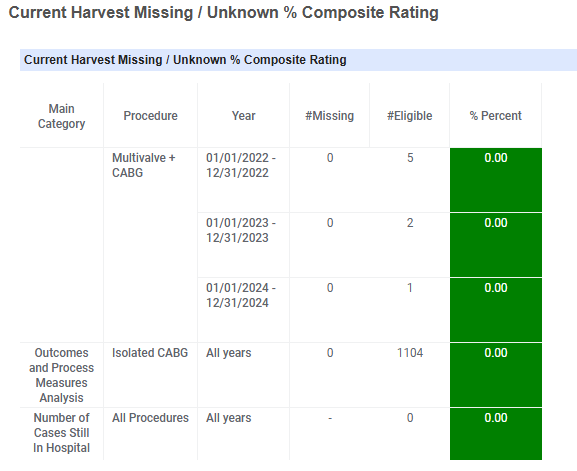 Current Harvest Missing / Unknown % Composite Rating
Current Harvest Missing / Unknown % Composite Rating
Main
Category
Procedure
Year
#Missing
#Eligible
% Percent
Multivalve +
CABG
01/01/2022 -
12/31/2022
0
5
0.00
01/01/2023 -
12/31/2023
0
2
0.00
01/01/2024 -
12/31/2024
0
1
0.00
Outcomes
and Process
Measures
Analysis
Isolated CABG
All years
0
1104
0.00
Number of
Cases Still
In Hospital
All Procedures
All years
-
0
0.00